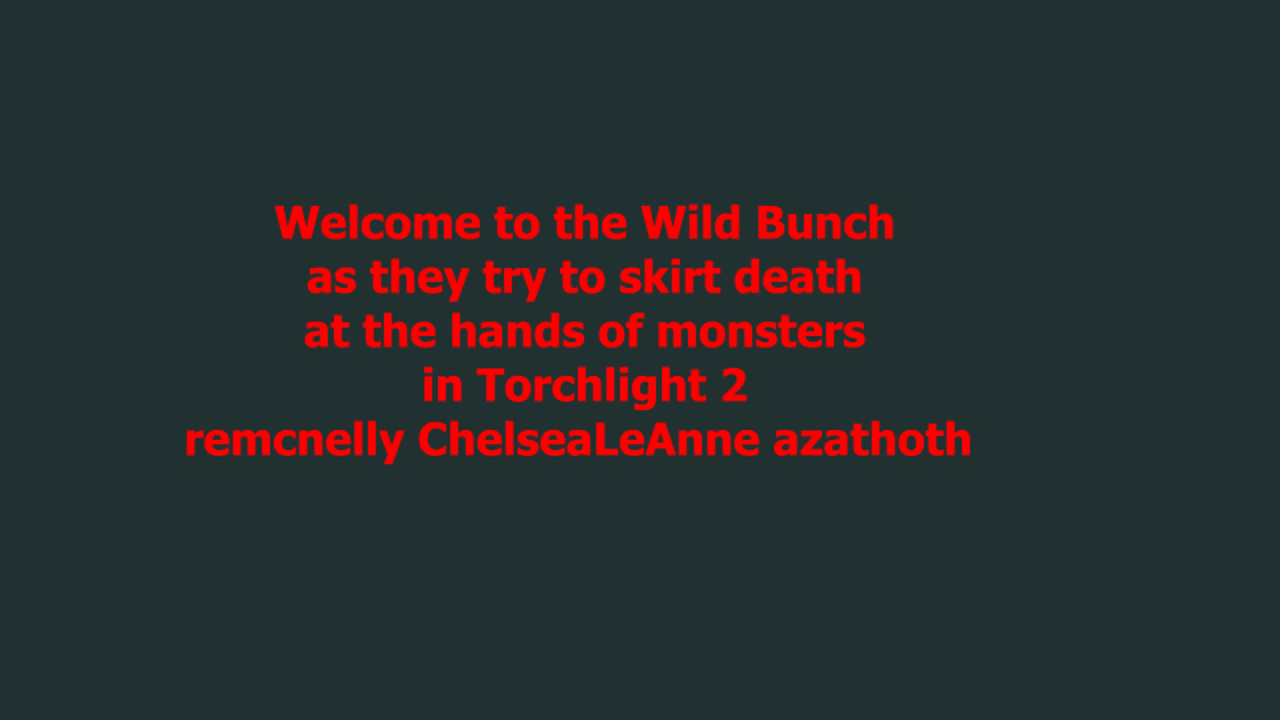 Welcome to the Wild Bunch
as they try to skirt death
at the hands of monsters
in Torchlight 2
remcnelly ChelseaLeAnne azathoth